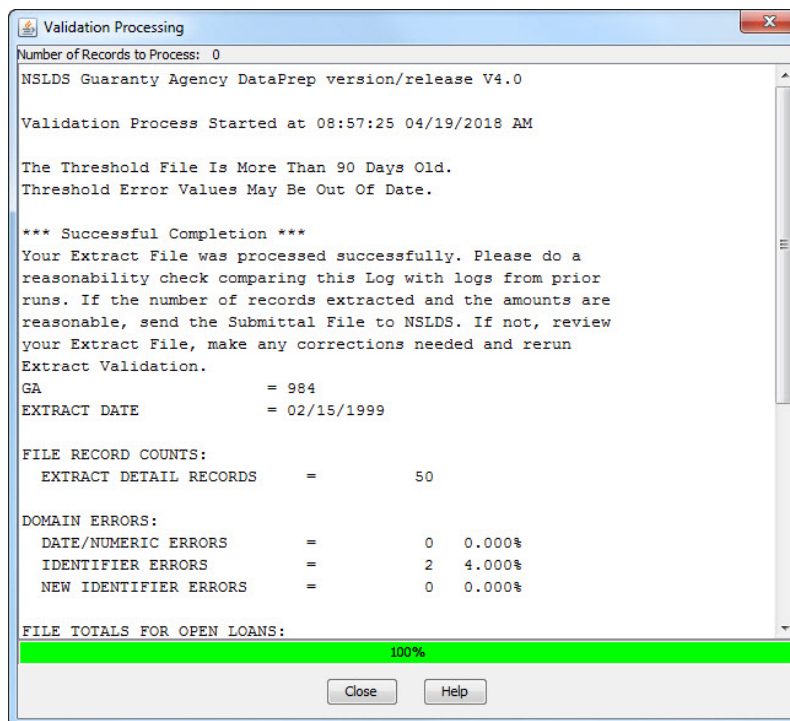 Validation Processing
Number of Records to Process: 0
NSLDS Guaranty Agency DataPrep version/release V4.0
Validation Process Started at 08:57:25 04/19/2018 AM
The Threshold File Is More Than 90 Days Old.
Threshold Error Values May Be Out Of Date.
*** Successful Completion ***
Your Extract File was processed successfully. Please do a
reasonability check comparing this Log with logs from prior
runs. If the number of records extracted and the amounts are
reasonable, send the Submittal File to NSLDS. If not, review
your Extract File, make any corrections needed and rerun
Extract Validation.
GA = 984
EXTRACT DATE = 02/15/1999
FILE RECORD COUNTS:
EXTRACT DETAIL RECORDS = 50
DOMAIN ERRORS:
DATE/NUMERIC ERRORS = 0 0.000%
IDENTIFIER ERRORS = 2 4.000%
NEW IDENTIFIER ERRORS = 0 0.000%
FILE TOTALS FOR OPEN LOANS:
100%
Close Help